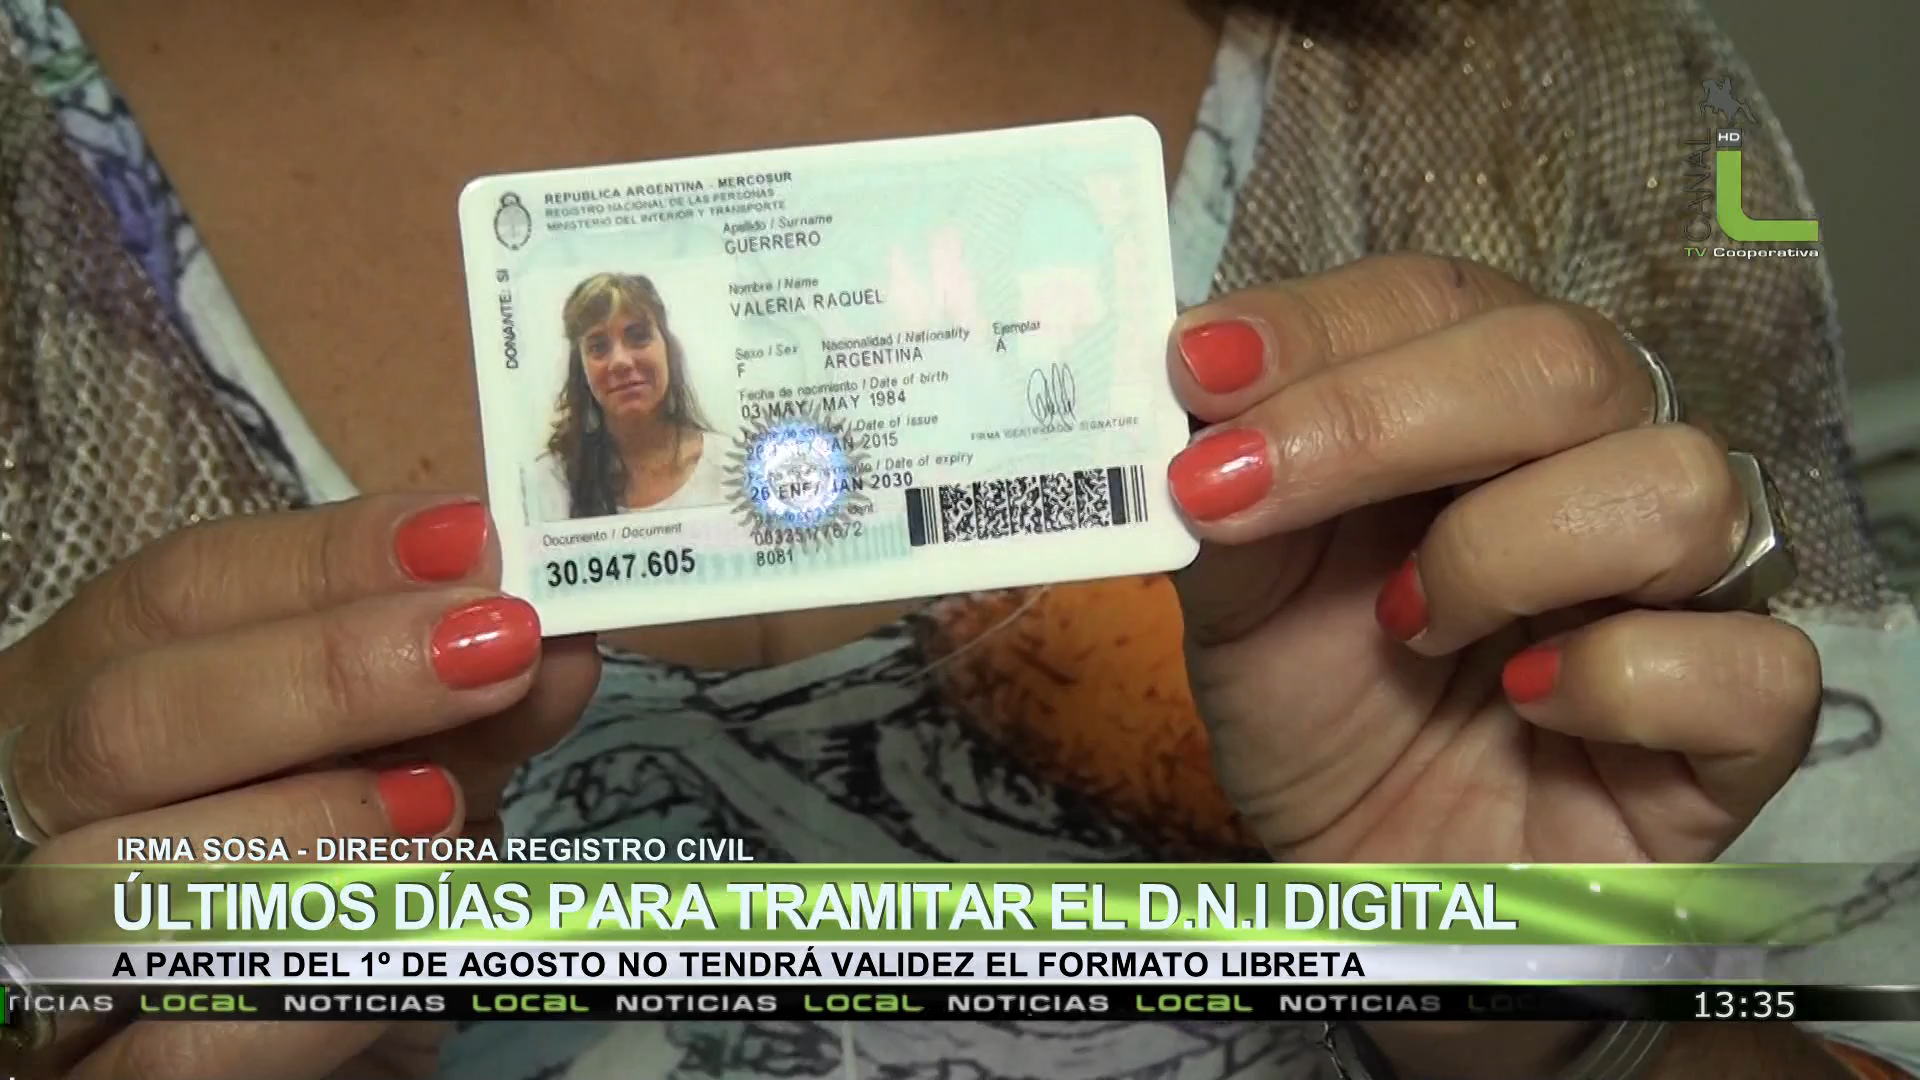 REPUBLICA ARGENTINA - MERCOSUR
REGISTRO NACIONAL DE LAS PERSONAS
MINISTERIO DEL INTERIOR Y TRANSPORTE
Apellido / Surname
GUERRERO
Nombre / Name
VALERIA RAQUEL
Sexo / Sex
F
Nacionalidad / Nationality
ARGENTINA
Ejemplar
A
Fecha de nacimiento / Date of birth
03 MAY/ MAY 1984
/ Date of issue
JAN 2015
/ Date of expiry
26 ENE/ JAN 2030
8081
FIRMA IDENTIFICADO/ SIGNATURE
DONANTE: SI
Documento / Document
30.947.605
CANAL
HD
L
TV Cooperativa
IRMA SOSA - DIRECTORA REGISTRO CIVIL
ÚLTIMOS DÍAS PARA TRAMITAR EL D.N.I DIGITAL
A PARTIR DEL 1º DE AGOSTO NO TENDRÁ VALIDEZ EL FORMATO LIBRETA
TICIAS LOCAL NOTICIAS LOCAL NOTICIAS LOCAL NOTICIAS LOCAL NOTICIAS LOC
13:35